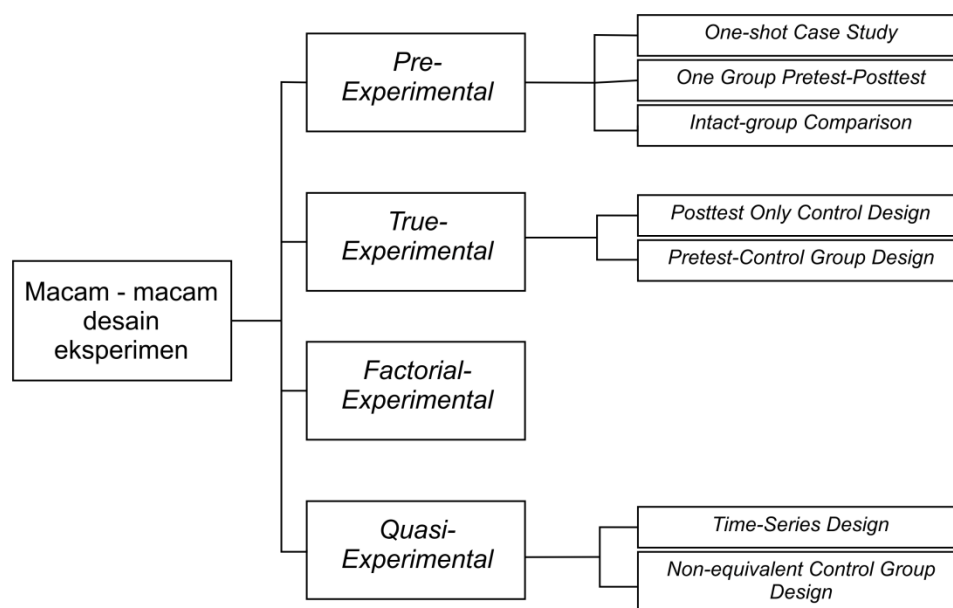 Macam - macam
desain
eksperimen
Pre-
Experimental
One-shot Case Study
One Group Pretest-Posttest
Intact-group Comparison
True-
Experimental
Posttest Only Control Design
Pretest-Control Group Design
Factorial-
Experimental
Quasi-
Experimental
Time-Series Design
Non-equivalent Control Group
Design